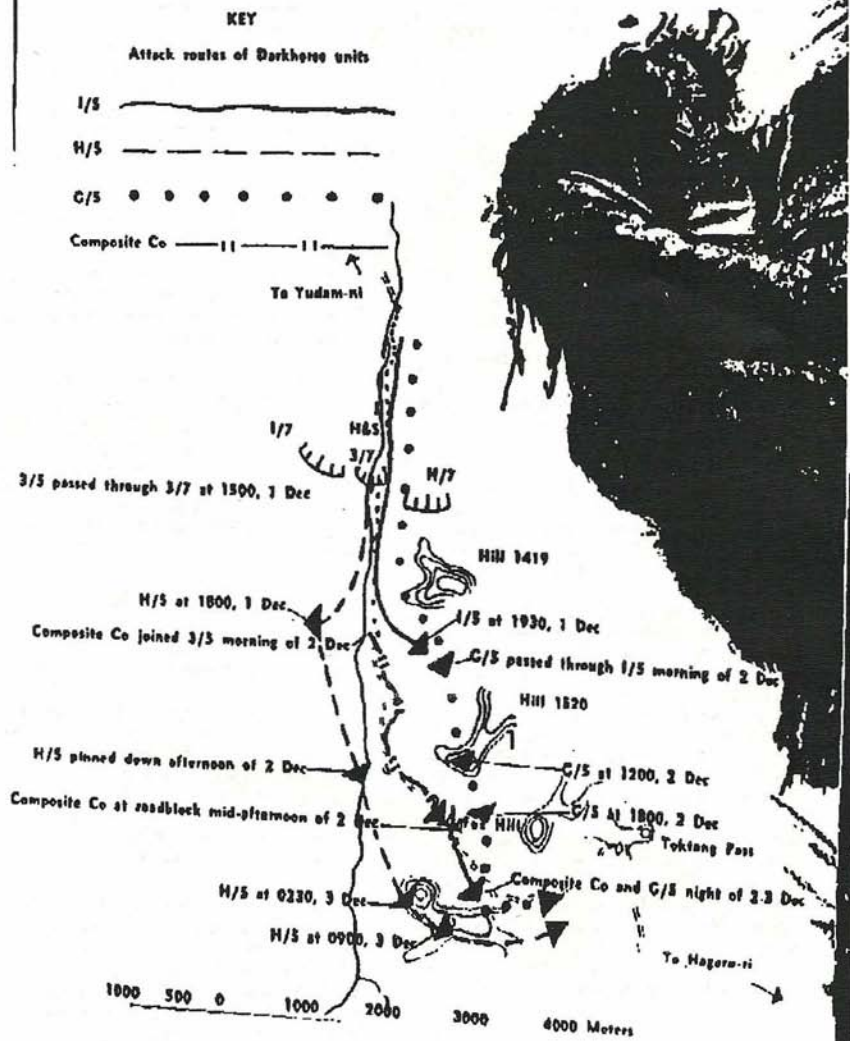 KEY
Attack routes of Darkhorse units
I/5
H/5
G/5
Composite Co
To Yudam-ni
I/7
H&S
3/7
H/7
3/5 passed through 3/7 at 1500, 1 Dec
Hill 1419
H/5 at 1800, 1 Dec
I/5 at 1930, 1 Dec
Composite Co joined 3/5 morning of 2 Dec
G/5 passed through I/5 morning of 2 Dec
Hill 1520
H/5 pinned down afternoon of 2 Dec
G/5 at 1200, 2 Dec
Composite Co at roadblock mid-afternoon of 2 Dec
Hill
G/5 at 1800, 2 Dec
Toktong Pass
H/5 at 0230, 3 Dec
Composite Co and G/5 night of 2-3 Dec
H/5 at 0900, 3 Dec
To Hagaru-ri
1000 500 0 1000 2000 3000 4000 Meters